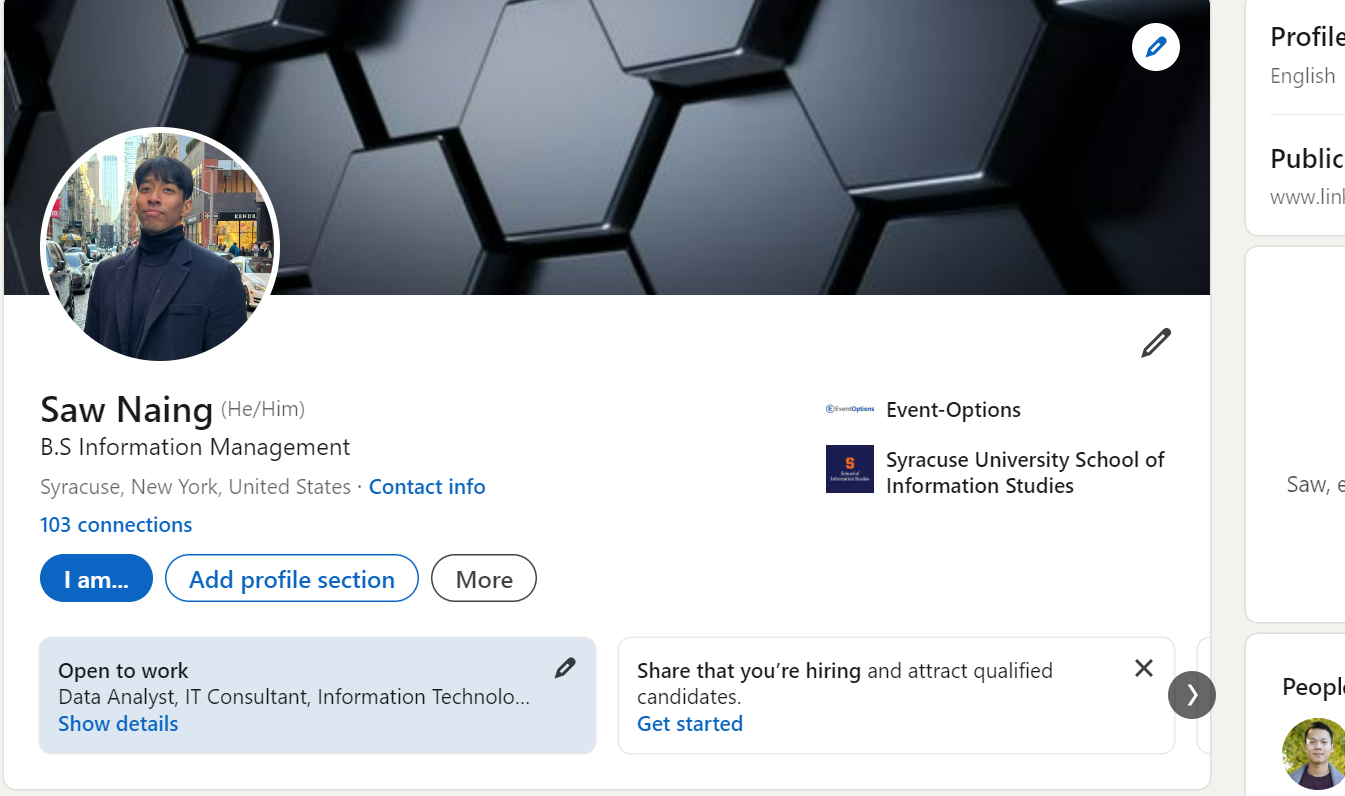 KENDR
Saw Naing (He/Him)
B.S Information Management
Syracuse, New York, United States · Contact info
103 connections
I am...
Add profile section
More
EventOptions
Event-Options
S
School of
Information Studies
Syracuse University School of
Information Studies
Open to work
Data Analyst, IT Consultant, Information Technolo...
Show details
Share that you’re hiring and attract qualified
candidates.
Get started
Profile
English
Public
www.link
Saw, e
People